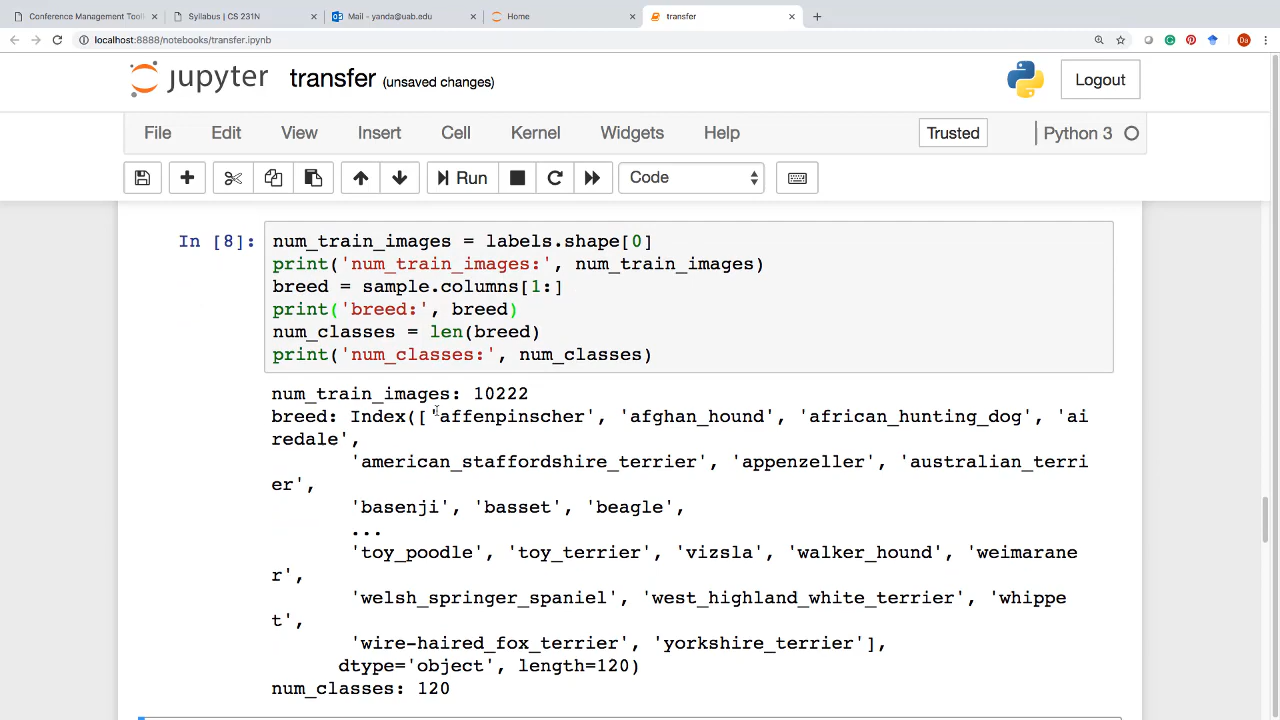 Conference Management Tool
Syllabus | CS 231N
Mail - yanda@uab.edu
Home
transfer
localhost:8888/notebooks/transfer.ipynb
Da
jupyter transfer (unsaved changes)
Logout
File Edit View Insert Cell Kernel Widgets Help
Trusted
Python 3
Run
Code
In [8]:
num_train_images = labels.shape[0]
print('num_train_images:', num_train_images)
breed = sample.columns[1:]
print('breed:', breed)
num_classes = len(breed)
print('num_classes:', num_classes)
num_train_images: 10222
breed: Index(['affenpinscher', 'afghan_hound', 'african_hunting_dog', 'ai
redale',
'american_staffordshire_terrier', 'appenzeller', 'australian_terri
er',
'basenji', 'basset', 'beagle',
...
'toy_poodle', 'toy_terrier', 'vizsla', 'walker_hound', 'weimarane
r',
'welsh_springer_spaniel', 'west_highland_white_terrier', 'whippe
t',
'wire-haired_fox_terrier', 'yorkshire_terrier'],
dtype='object', length=120)
num_classes: 120